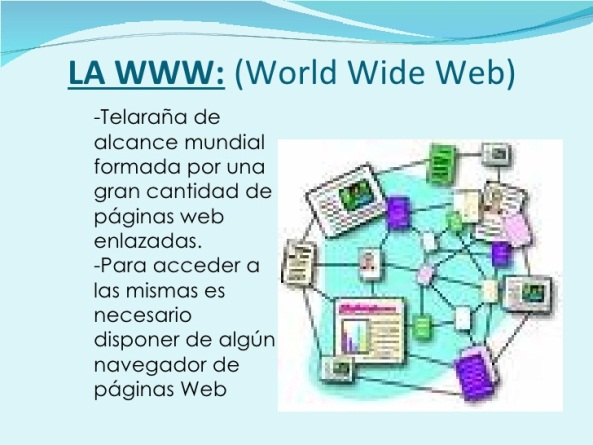 LA WWW: (World Wide Web)
-Telaraña de
alcance mundial
formada por una
gran cantidad de
páginas web
enlazadas.
-Para acceder a
las mismas es
necesario
disponer de algún
navegador de
páginas Web